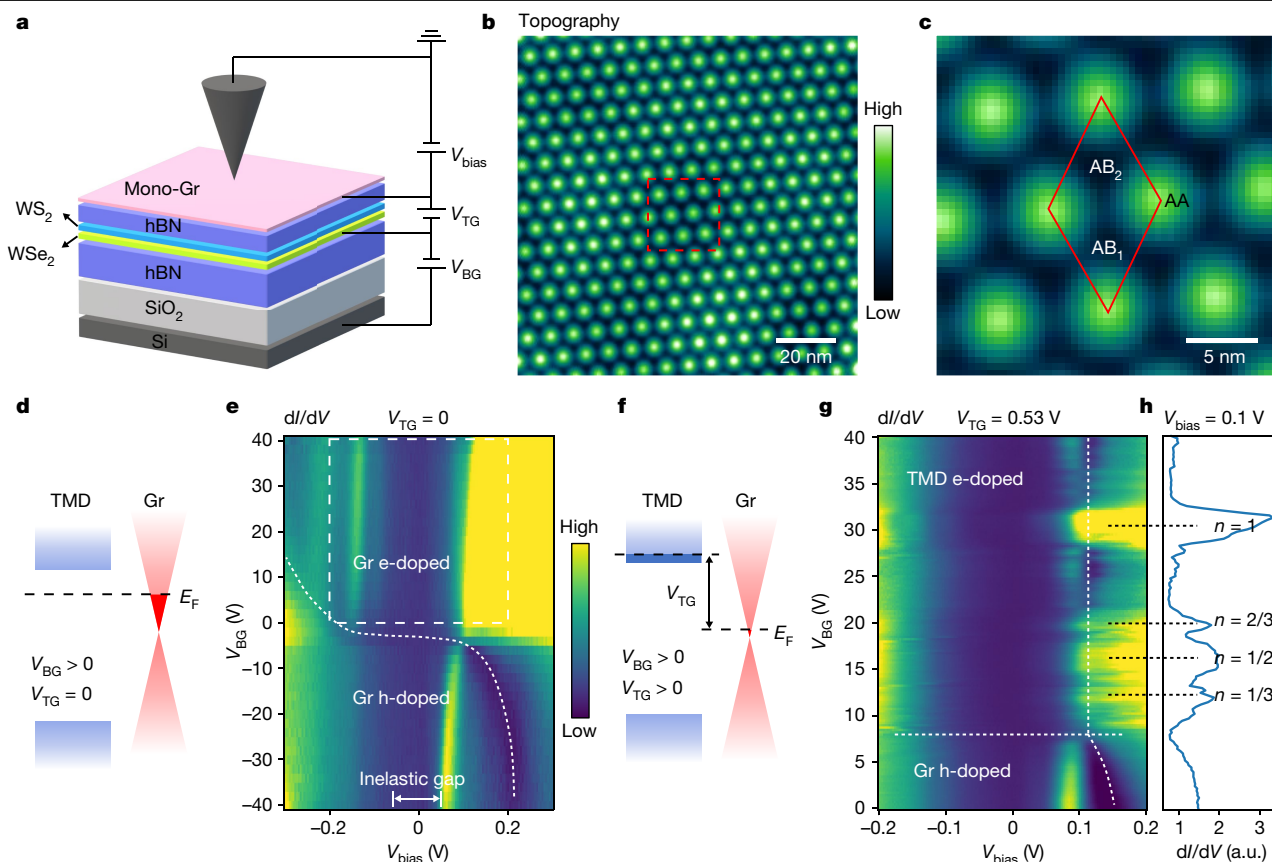 a
Mono-Gr
WS2
hBN
WSe2
hBN
SiO2
Si
Vbias
VTG
VBG
b Topography
20 nm
High
Low
c
AB2
AA
AB1
5 nm
d
TMD Gr
EF
VBG > 0
VTG = 0
e dI/dV VTG = 0
VBG (V)
40
30
20
10
0
−10
−20
−30
−40
Gr e-doped
Gr h-doped
Inelastic gap
−0.2 0 0.2
Vbias (V)
High
Low
f
TMD Gr
VTG
EF
VBG > 0
VTG > 0
g dI/dV VTG = 0.53 V
VBG (V)
40
35
30
25
20
15
10
5
0
TMD e-doped
Gr h-doped
−0.2 −0.1 0 0.1 0.2
Vbias (V)
h Vbias = 0.1 V
n = 1
n = 2/3
n = 1/2
n = 1/3
1 2 3
dI/dV (a.u.)